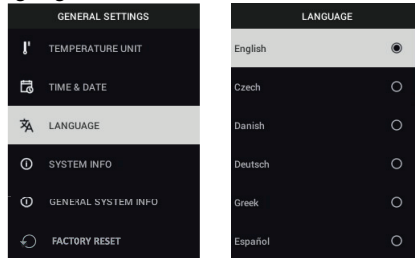 GENERAL SETTINGS
TEMPERATURE UNIT
TIME & DATE
LANGUAGE
SYSTEM INFO
GENERAL SYSTEM INFO
FACTORY RESET
LANGUAGE
English
Czech
Danish
Deutsch
Greek
Español